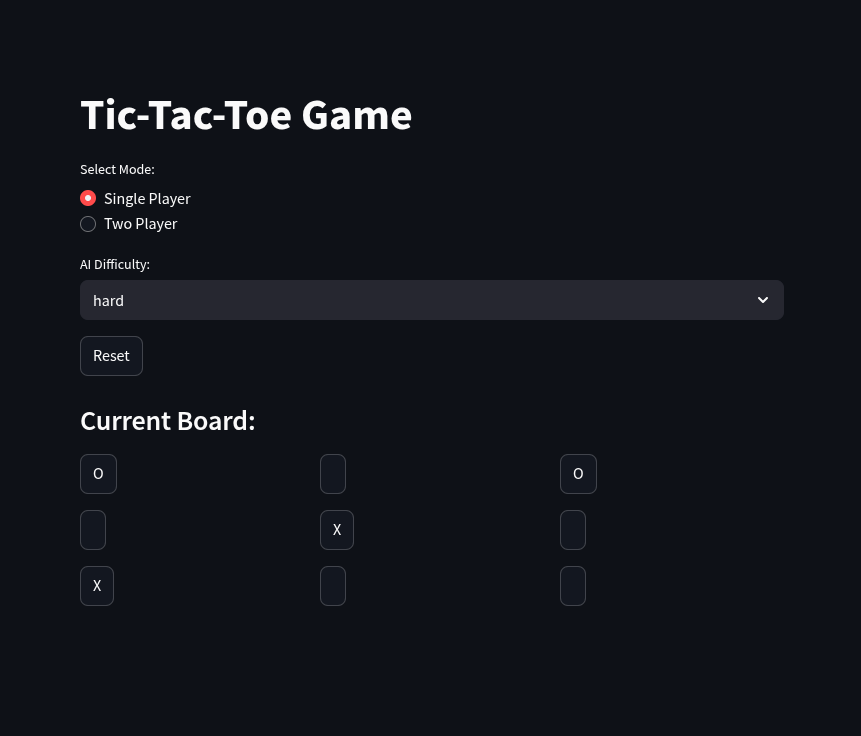 Tic-Tac-Toe Game
Select Mode:
Single Player
Two Player
AI Difficulty:
hard
Reset
Current Board:
O O
X
X